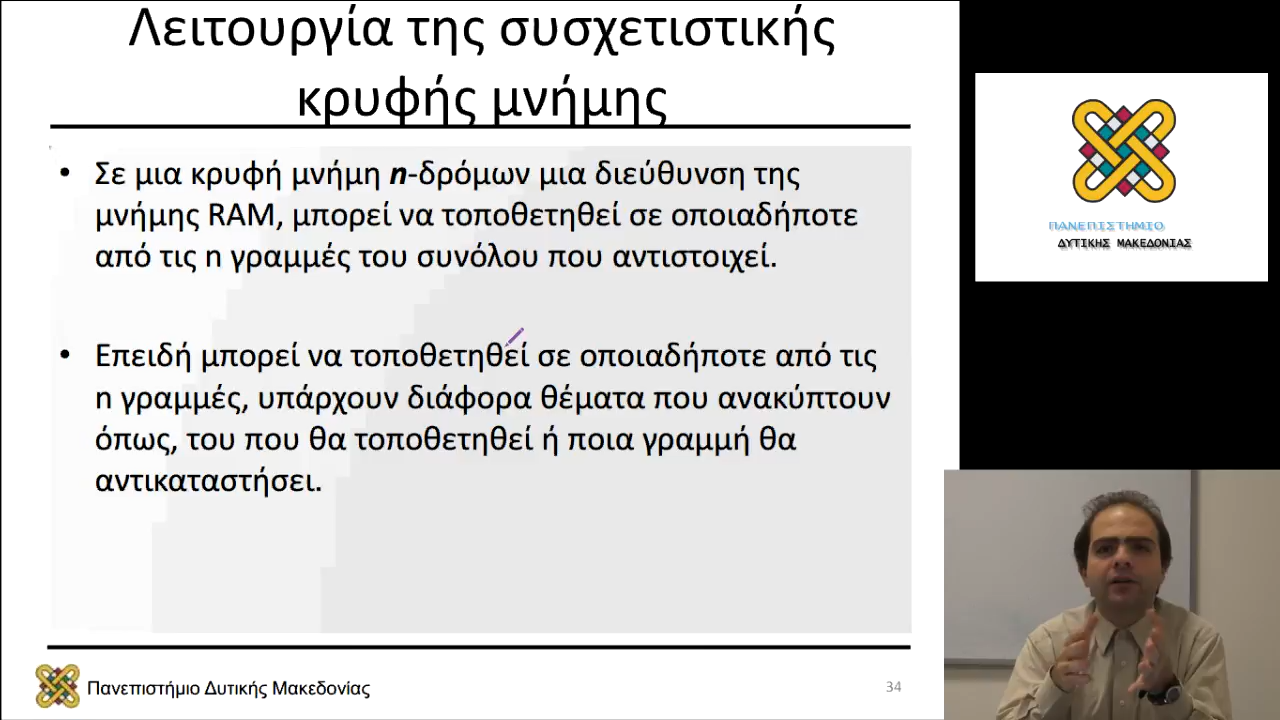 Λειτουργία της συσχετιστικής
κρυφής μνήμης
• Σε μια κρυφή μνήμη n-δρόμων μια διεύθυνση της
μνήμης RAM, μπορεί να τοποθετηθεί σε οποιαδήποτε
από τις n γραμμές του συνόλου που αντιστοιχεί.
• Επειδή μπορεί να τοποθετηθεί σε οποιαδήποτε από τις
n γραμμές, υπάρχουν διάφορα θέματα που ανακύπτουν
όπως, του που θα τοποθετηθεί ή ποια γραμμή θα
αντικαταστήσει.
Πανεπιστήμιο Δυτικής Μακεδονίας
34
ΠΑΝΕΠΙΣΤΗΜΙΟ
ΔΥΤΙΚΗΣ ΜΑΚΕΔΟΝΙΑΣ